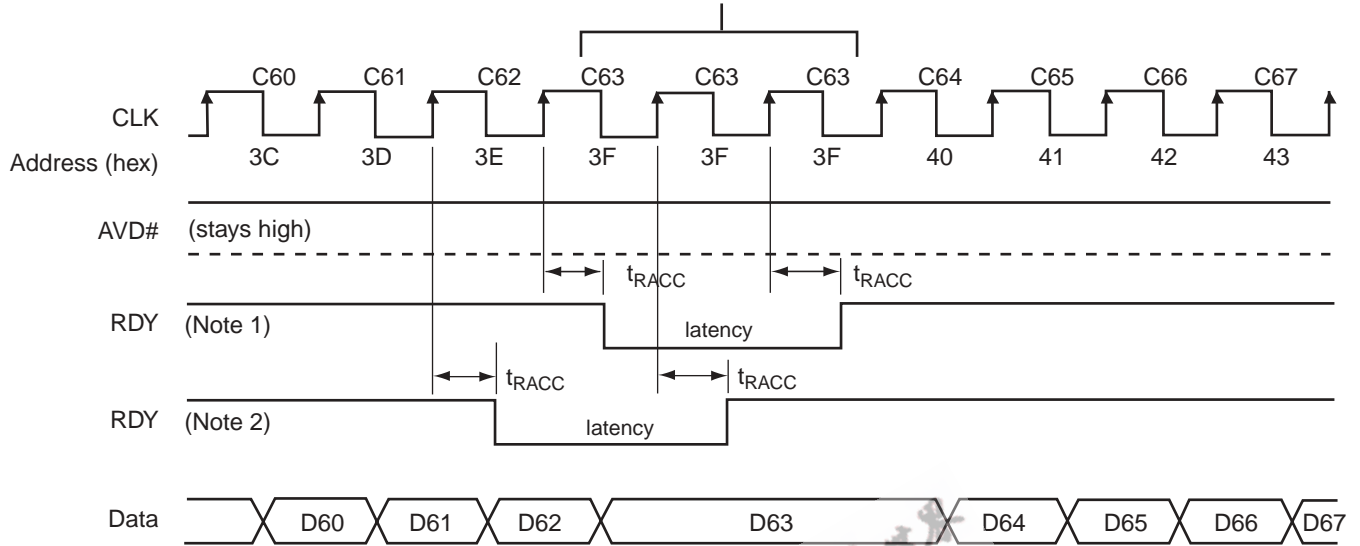 C60 C61 C62 C63 C63 C63 C64 C65 C66 C67
CLK
Address (hex) 3C 3D 3E 3F 3F 3F 40 41 42 43
AVD# (stays high)
tRACC tRACC
RDY (Note 1) latency
tRACC tRACC
RDY (Note 2) latency
Data D60 D61 D62 D63 D64 D65 D66 D67